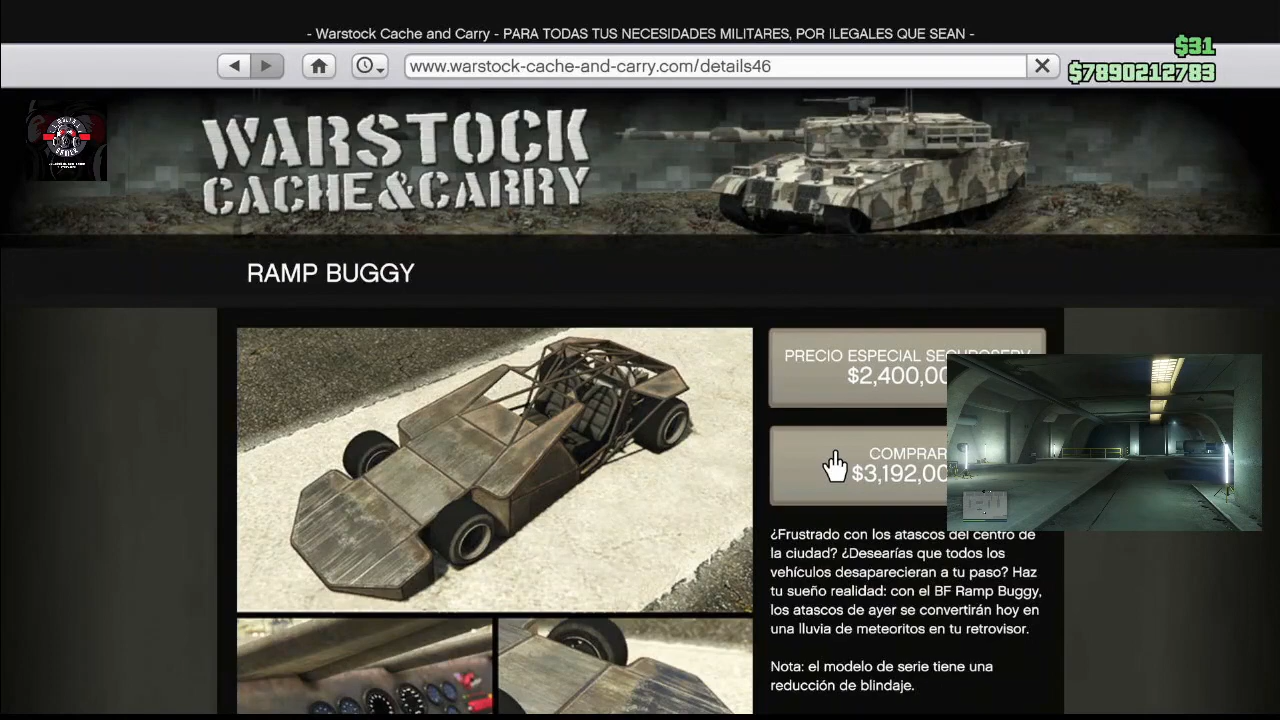 - Warstock Cache and Carry - PARA TODAS TUS NECESIDADES MILITARES, POR ILEGALES QUE SEAN -
$31
www.warstock-cache-and-carry.com/details46
$7890212783
WARSTOCK
CACHE&CARRY
RAMP BUGGY
PRECIO ESPECIAL SECUROSERV
$2,400,00
COMPRAR
$3,192,00
¿Frustrado con los atascos del centro de
la ciudad? ¿Desearías que todos los
vehículos desaparecieran a tu paso? Haz
tu sueño realidad: con el BF Ramp Buggy,
los atascos de ayer se convertirán hoy en
una lluvia de meteoritos en tu retrovisor.
Nota: el modelo de serie tiene una
reducción de blindaje.